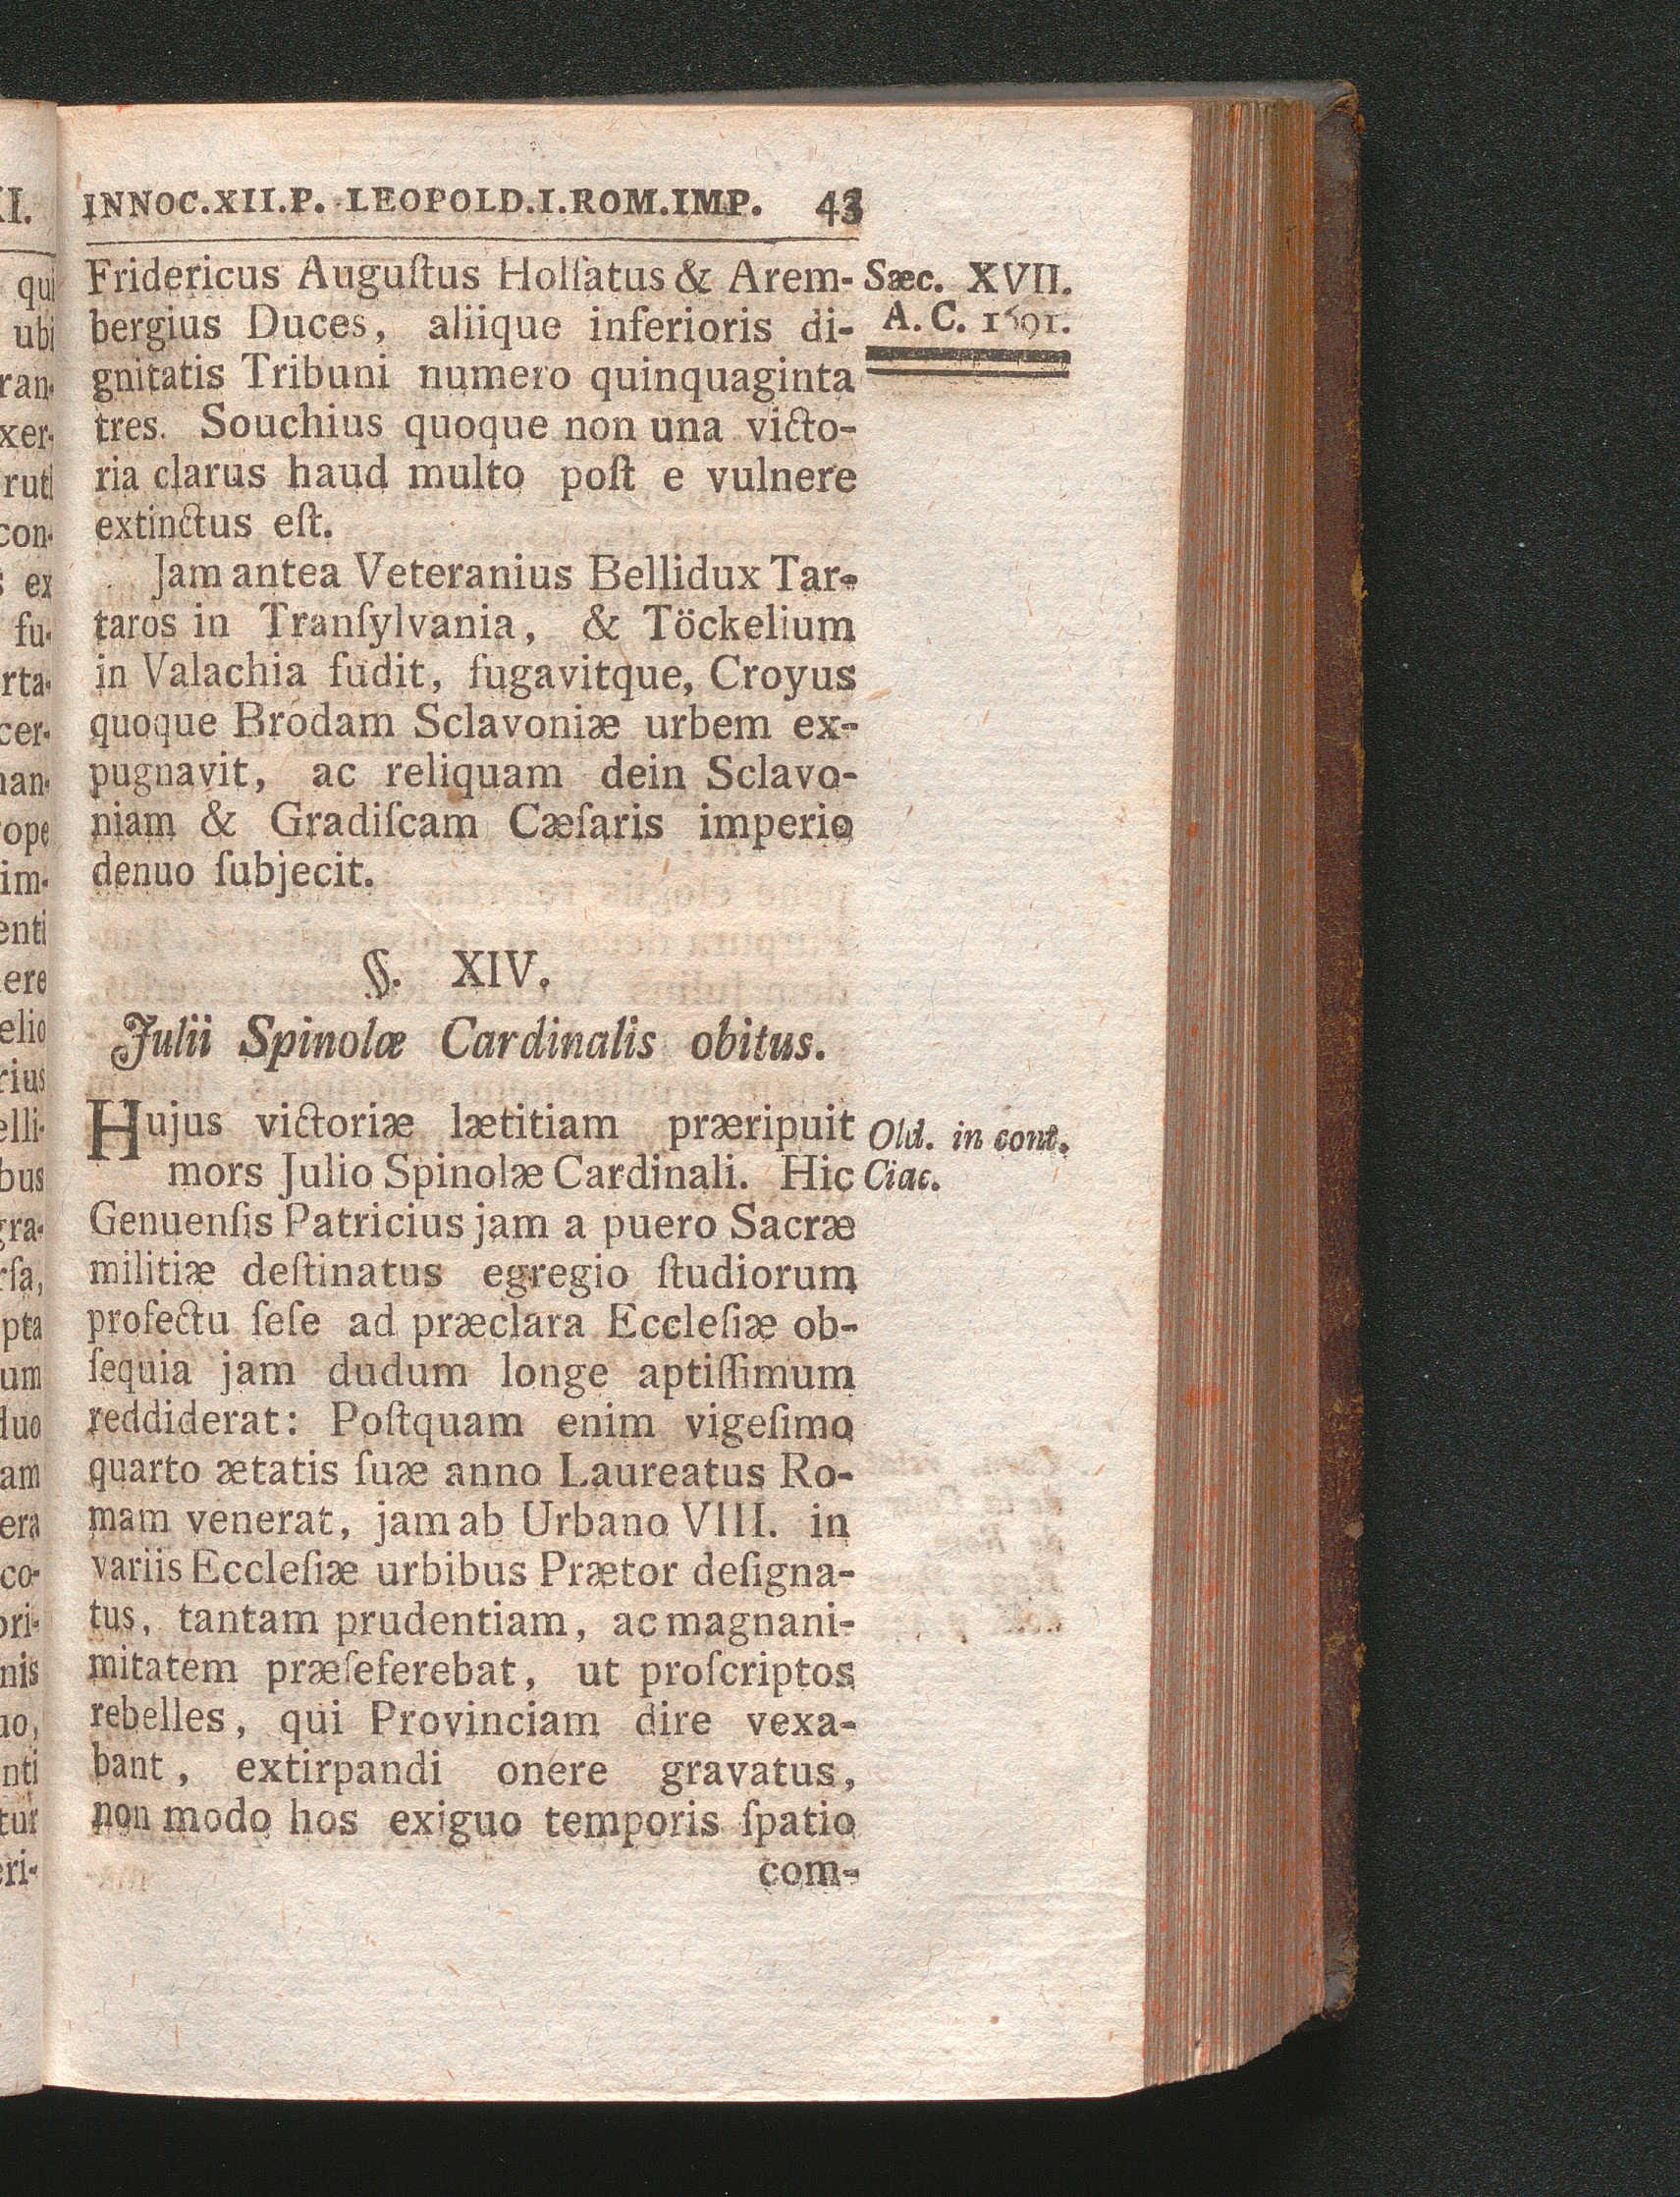 INNOC.XII.P. LEOPOLD.I.ROM.IMP. 43
Fridericus Auguſtus Holſatus & Arem-
Sæc. XVII.
A. C. 1691.
bergius Duces, aliique inferioris di-
gnitatis Tribuni numero quinquaginta
tres. Souchius quoque non una victo-
ria clarus haud multo poſt e vulnere
extinctus eſt.
Jam antea Veteranius Bellidux Tar-
taros in Tranſylvania, & Töckelium
in Valachia fudit, fugavitque, Croyus
quoque Brodam Sclavoniæ urbem ex-
pugnavit, ac reliquam dein Sclavo-
niam & Gradiſcam Cæſaris imperio
denuo ſubjecit.
§. XIV.
Julii Spinolæ Cardinalis obitus.
Hujus victoriæ lætitiam præripuit
Old. in cont.
Ciac.
mors Julio Spinolæ Cardinali. Hic
Genuenſis Patricius jam a puero Sacræ
militiæ deſtinatus egregio ſtudiorum
profectu ſeſe ad præclara Eccleſiæ ob-
ſequia jam dudum longe aptiſſimum
reddiderat: Poſtquam enim vigeſimo
quarto ætatis ſuæ anno Laureatus Ro-
mam venerat, jam ab Urbano VIII. in
variis Eccleſiæ urbibus Prætor deſigna-
tus, tantam prudentiam, ac magnani-
mitatem præſeferebat, ut proſcriptos
rebelles, qui Provinciam dire vexa-
bant, extirpandi onere gravatus,
non modo hos exiguo temporis ſpatio
com-